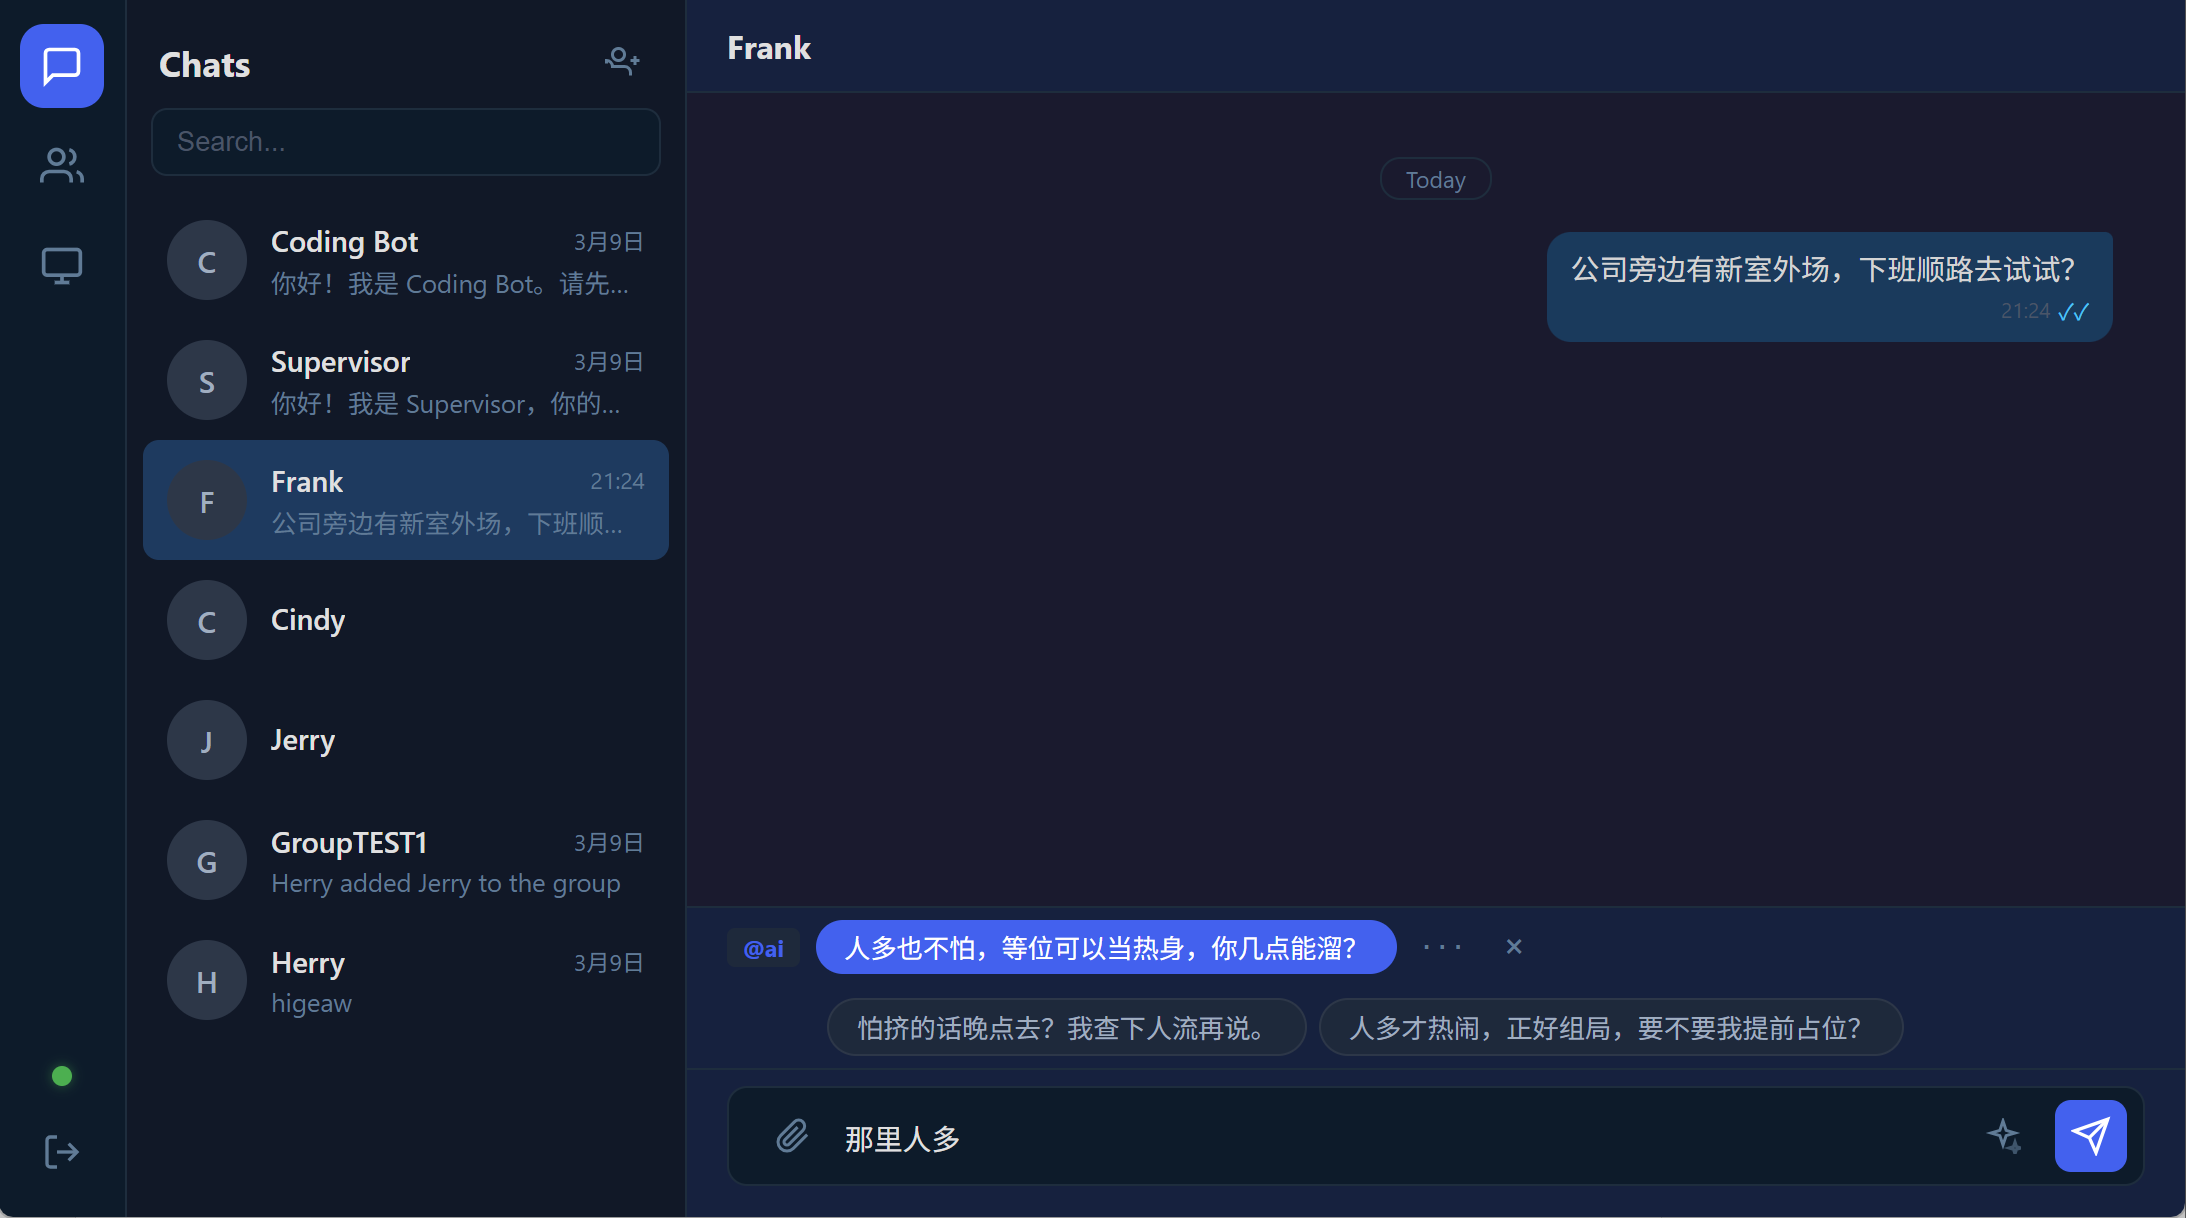 Chats
Search...
C
Coding Bot
3月9日
你好！我是 Coding Bot。请先...
S
Supervisor
3月9日
你好！我是 Supervisor，你的...
F
Frank
21:24
公司旁边有新室外场，下班顺...
C
Cindy
J
Jerry
G
GroupTEST1
3月9日
Herry added Jerry to the group
H
Herry
3月9日
higeaw
Frank
Today
公司旁边有新室外场，下班顺路去试试？
21:24
@ai
人多也不怕，等位可以当热身，你几点能溜？
···
×
怕挤的话晚点去？我查下人流再说。
人多才热闹，正好组局，要不要我提前占位？
那里人多